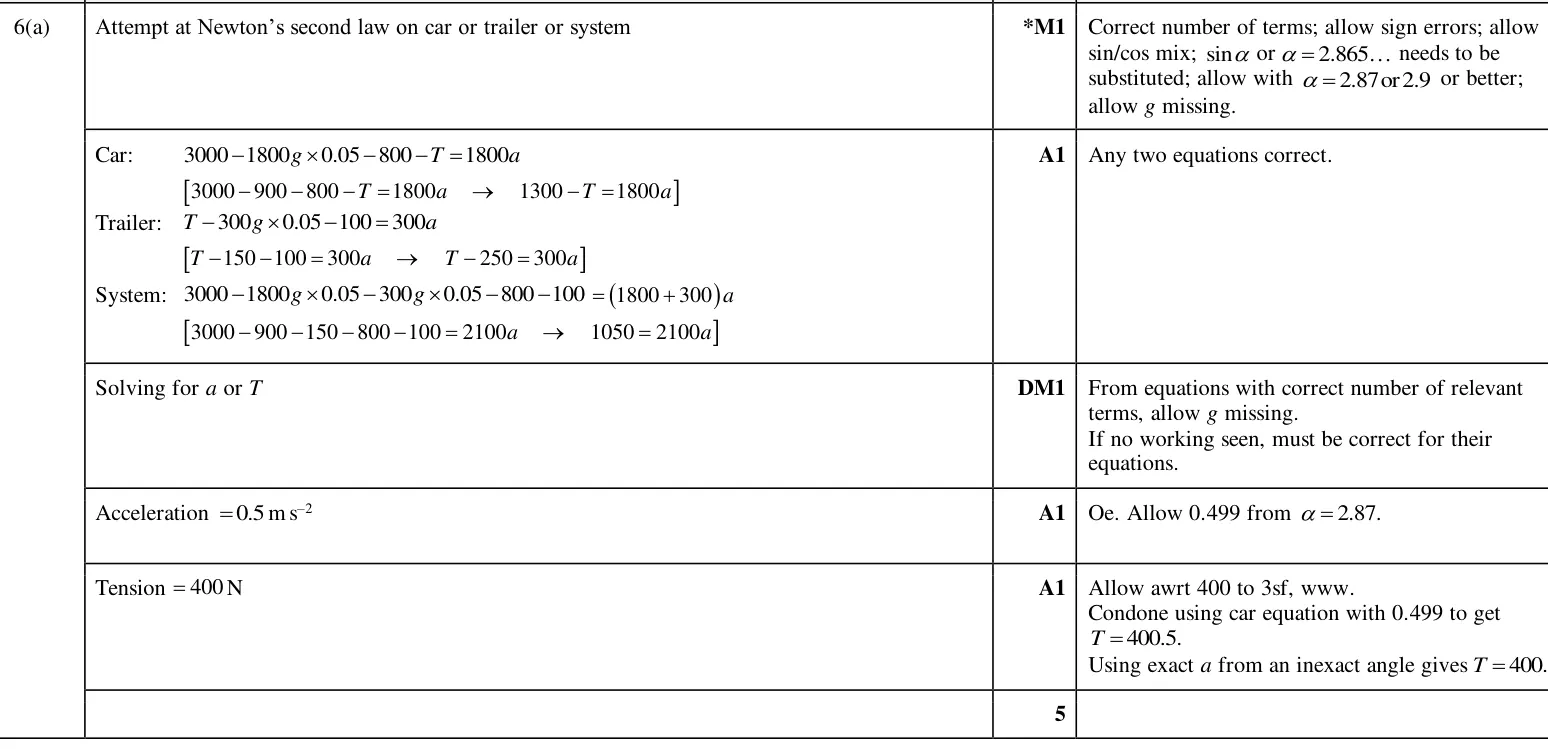 6(a) Attempt at Newton's second law on car or trailer or system *M1 Correct number of terms; allow sign errors; allow
sin/cos mix; sin α or α = 2.865… needs to be
substituted; allow with α = 2.87 or 2.9 or better;
allow g missing.
Car: 3000 − 1800g × 0.05 − 800 − T = 1800a A1 Any two equations correct.
[3000 − 900 − 800 − T = 1800a → 1300 − T = 1800a]
Trailer: T − 300g × 0.05 − 100 = 300a
[T − 150 − 100 = 300a → T − 250 = 300a]
System: 3000 − 1800g × 0.05 − 300g × 0.05 − 800 − 100 = (1800 + 300)a
[3000 − 900 − 150 − 800 − 100 = 2100a → 1050 = 2100a]
Solving for a or T DM1 From equations with correct number of relevant
terms, allow g missing.
If no working seen, must be correct for their
equations.
Acceleration = 0.5 m s⁻² A1 Oe. Allow 0.499 from α = 2.87.
Tension = 400 N A1 Allow awrt 400 to 3sf, www.
Condone using car equation with 0.499 to get
T = 400.5.
Using exact a from an inexact angle gives T = 400.
5